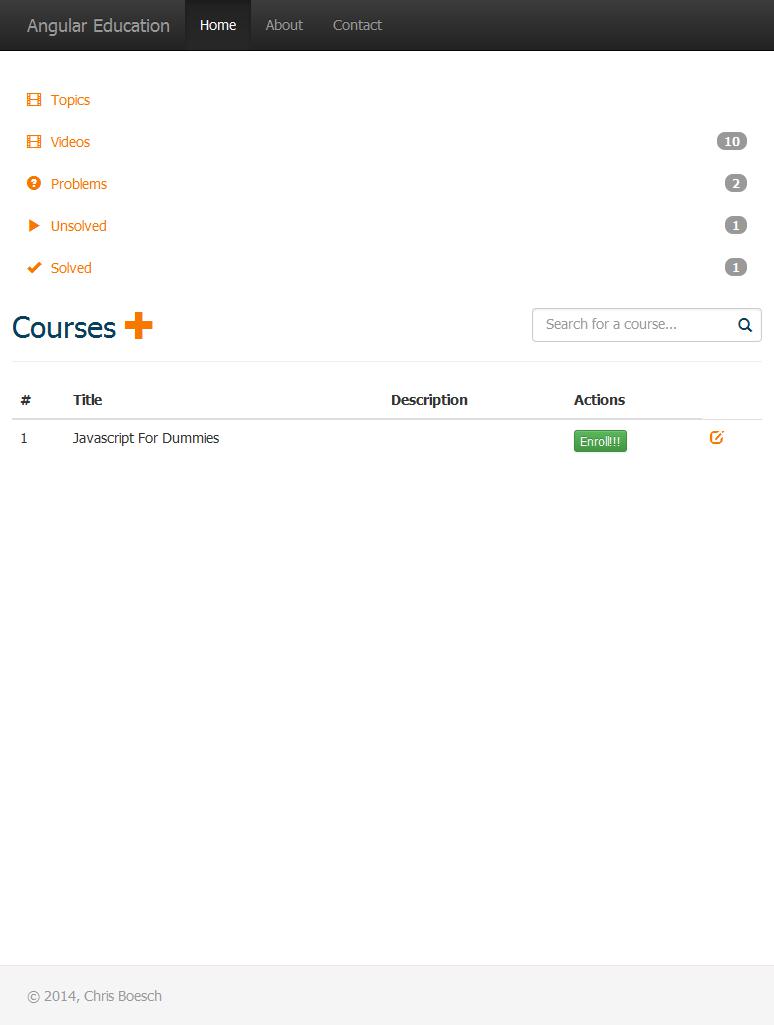 Angular Education Home About Contact
Topics
Videos 10
Problems 2
Unsolved 1
Solved 1
Courses Search for a course...
# Title Description Actions
1 Javascript For Dummies Enroll!!!
© 2014, Chris Boesch